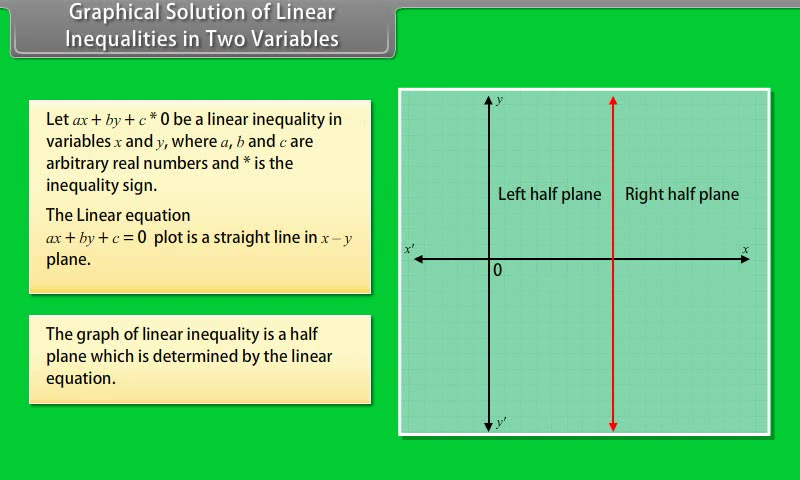 Graphical Solution of Linear
Inequalities in Two Variables
Let ax + by + c * 0 be a linear inequality in
variables x and y, where a, b and c are
arbitrary real numbers and * is the
inequality sign.
The Linear equation
ax + by + c = 0 plot is a straight line in x – y
plane.
The graph of linear inequality is a half
plane which is determined by the linear
equation.
y
Left half plane Right half plane
x′ x
0
y′